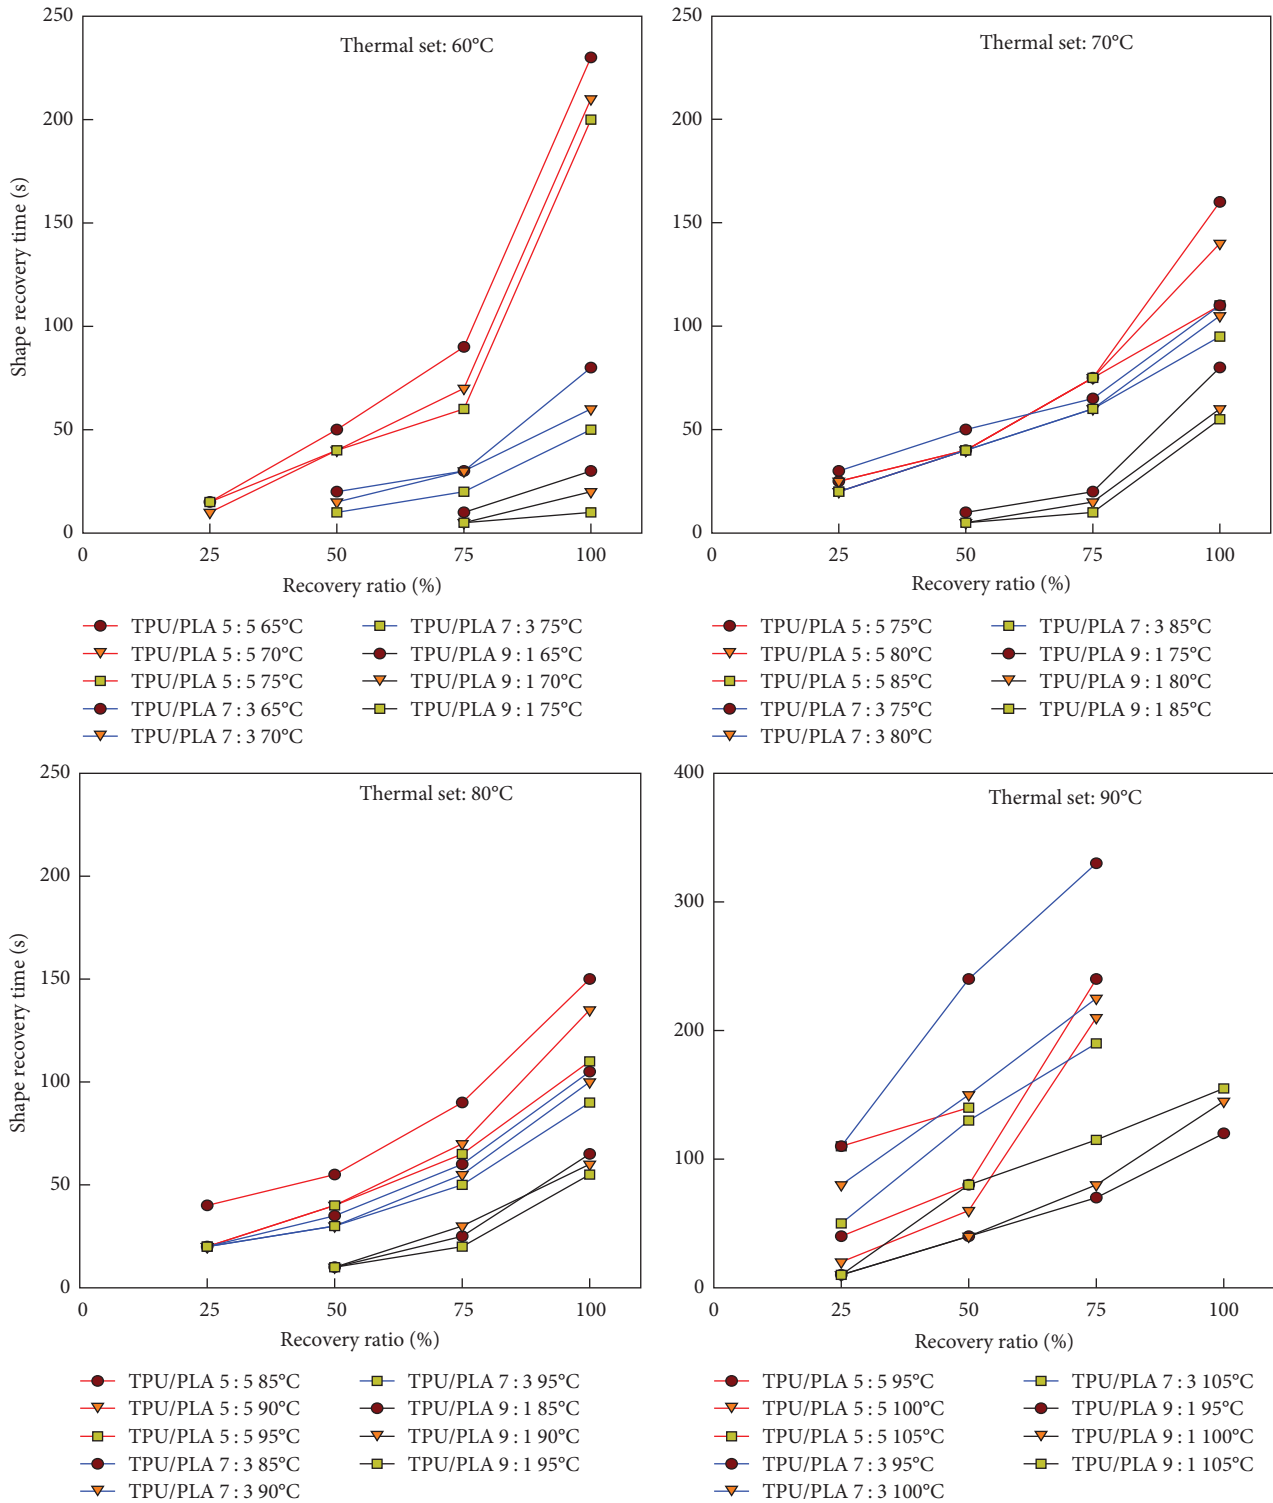 Thermal set: 60°C
Shape recovery time (s)
250
200
150
100
50
0
0 25 50 75 100
Recovery ratio (%)
TPU/PLA 5 : 5 65°C
TPU/PLA 5 : 5 70°C
TPU/PLA 5 : 5 75°C
TPU/PLA 7 : 3 65°C
TPU/PLA 7 : 3 70°C
TPU/PLA 7 : 3 75°C
TPU/PLA 9 : 1 65°C
TPU/PLA 9 : 1 70°C
TPU/PLA 9 : 1 75°C
Thermal set: 70°C
250
200
150
100
50
0
0 25 50 75 100
Recovery ratio (%)
TPU/PLA 5 : 5 75°C
TPU/PLA 5 : 5 80°C
TPU/PLA 5 : 5 85°C
TPU/PLA 7 : 3 75°C
TPU/PLA 7 : 3 80°C
TPU/PLA 7 : 3 85°C
TPU/PLA 9 : 1 75°C
TPU/PLA 9 : 1 80°C
TPU/PLA 9 : 1 85°C
Thermal set: 80°C
Shape recovery time (s)
250
200
150
100
50
0
0 25 50 75 100
Recovery ratio (%)
TPU/PLA 5 : 5 85°C
TPU/PLA 5 : 5 90°C
TPU/PLA 5 : 5 95°C
TPU/PLA 7 : 3 85°C
TPU/PLA 7 : 3 90°C
TPU/PLA 7 : 3 95°C
TPU/PLA 9 : 1 85°C
TPU/PLA 9 : 1 90°C
TPU/PLA 9 : 1 95°C
Thermal set: 90°C
400
300
200
100
0
0 25 50 75 100
Recovery ratio (%)
TPU/PLA 5 : 5 95°C
TPU/PLA 5 : 5 100°C
TPU/PLA 5 : 5 105°C
TPU/PLA 7 : 3 95°C
TPU/PLA 7 : 3 100°C
TPU/PLA 7 : 3 105°C
TPU/PLA 9 : 1 95°C
TPU/PLA 9 : 1 100°C
TPU/PLA 9 : 1 105°C